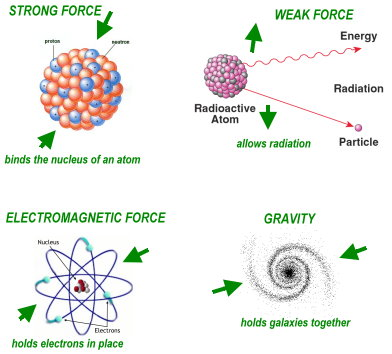 STRONG FORCE
proton
neutron
binds the nucleus of an atom
WEAK FORCE
Energy
Radiation
Radioactive
Atom
Particle
allows radiation
ELECTROMAGNETIC FORCE
Nucleus
Electrons
holds electrons in place
GRAVITY
holds galaxies together